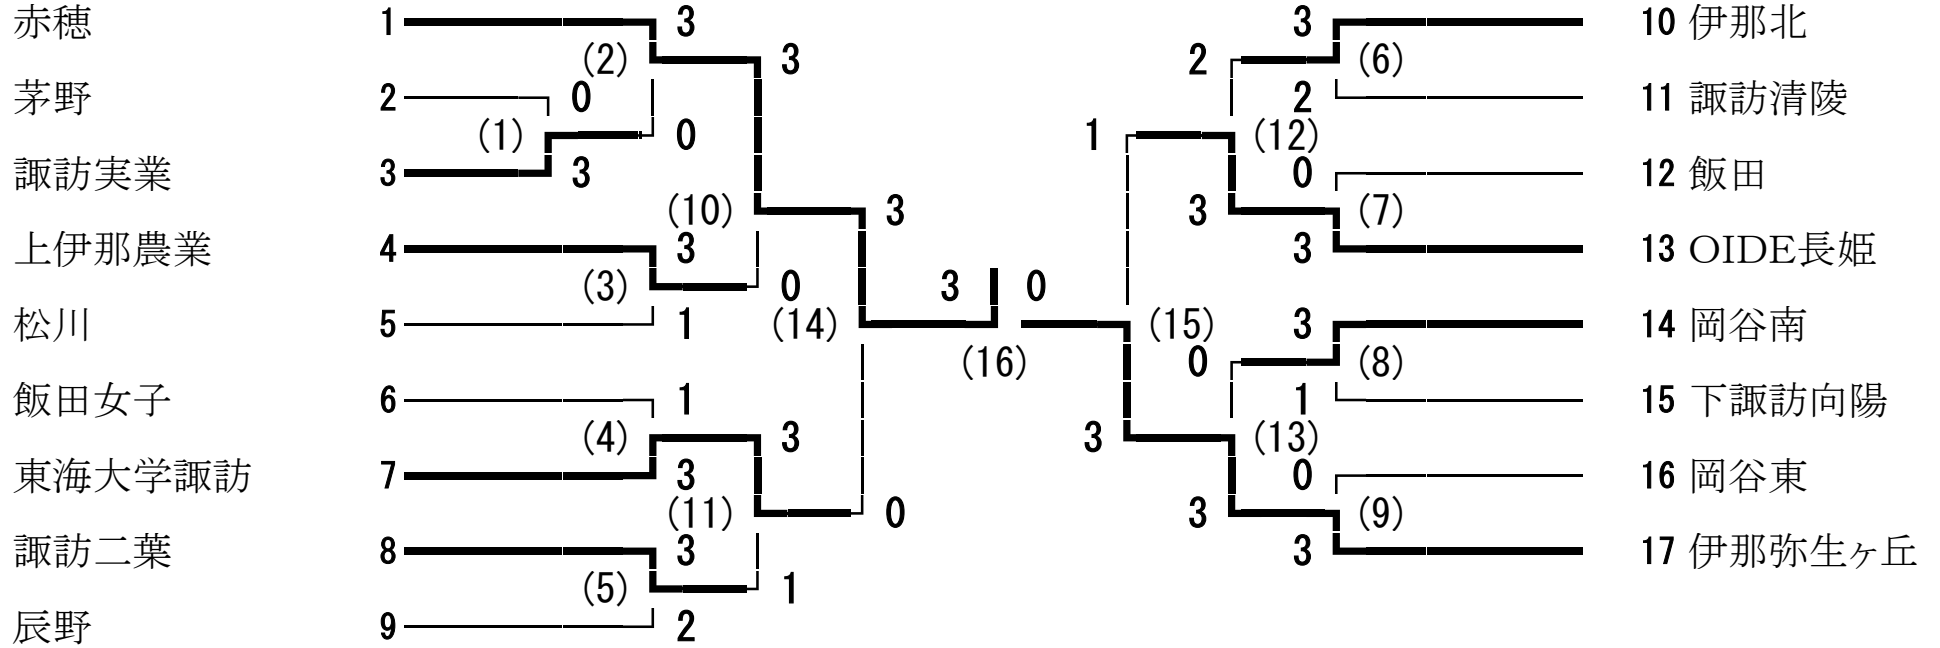 赤穂 1 3 3 10 伊那北
(2) 3 2 (6)
茅野 2 0 2 11 諏訪清陵
(1) 0 1 (12)
諏訪実業 3 3 0 12 飯田
(10) 3 3 (7)
上伊那農業 4 3 3 13 OIDE長姫
(3) 0 3 0
松川 5 1 (14) (15) 3 14 岡谷南
(16) 0 (8)
飯田女子 6 1 1 15 下諏訪向陽
(4) 3 3 (13)
東海大学諏訪 7 3 0 16 岡谷東
(11) 0 3 (9)
諏訪二葉 8 3 3 17 伊那弥生ヶ丘
(5) 1
辰野 9 2